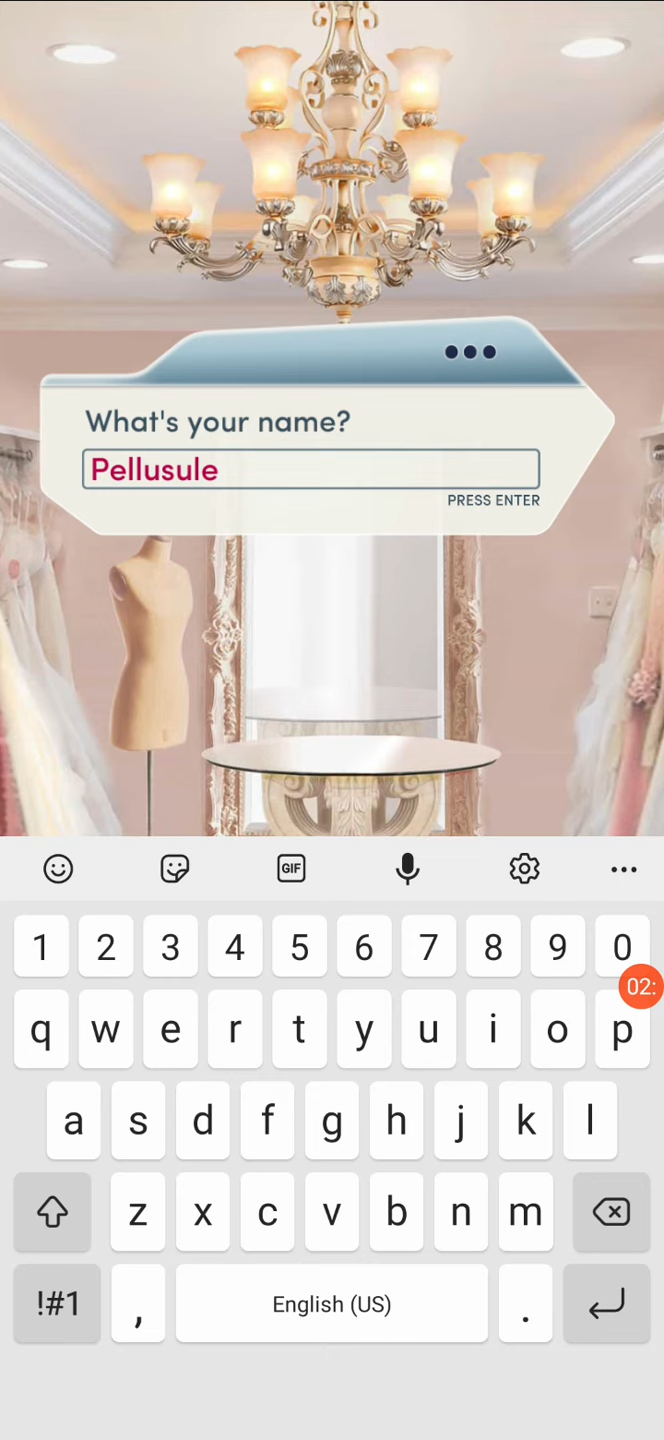 What's your name?
Pellusule
PRESS ENTER
GIF
1 2 3 4 5 6 7 8 9 0
02:
q w e r t y u i o p
a s d f g h j k l
z x c v b n m
!#1 , English (US) .